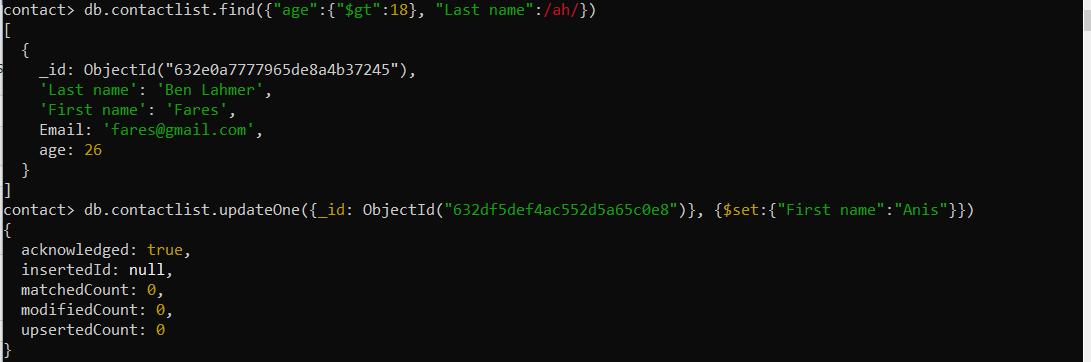 contact> db.contactlist.find({"age":{"$gt":18}, "Last name":/ah/})
[
  {
    _id: ObjectId("632e0a7777965de8a4b37245"),
    'Last name': 'Ben Lahmer',
    'First name': 'Fares',
    Email: 'fares@gmail.com',
    age: 26
  }
]
contact> db.contactlist.updateOne({_id: ObjectId("632df5def4ac552d5a65c0e8")}, {$set:{"First name":"Anis"}})
{
  acknowledged: true,
  insertedId: null,
  matchedCount: 0,
  modifiedCount: 0,
  upsertedCount: 0
}